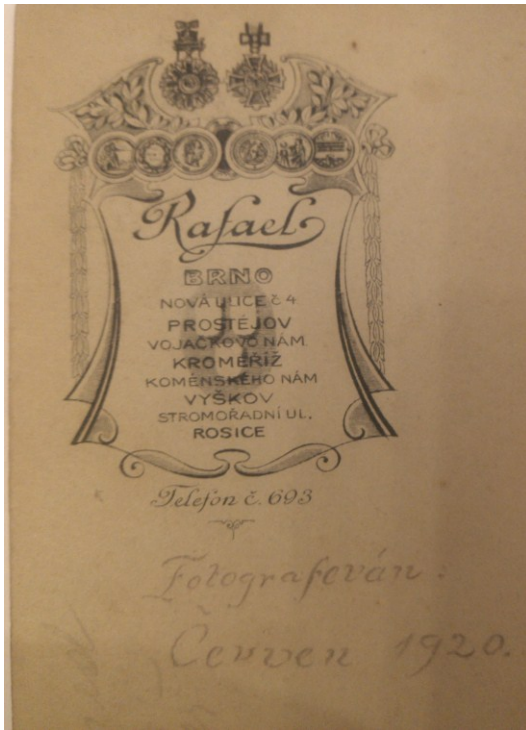 Rafael
BRNO
NOVÁ ULICE č 4.
PROSTĚJOV
VOJÁČKOVO NÁM.
KROMĚŘÍŽ
KOMÉNSKÉHO NÁM
VYŠKOV
STROMOŘADNÍ UL.
ROSICE
Telefon č. 693
Fotografován:
Červen 1920.